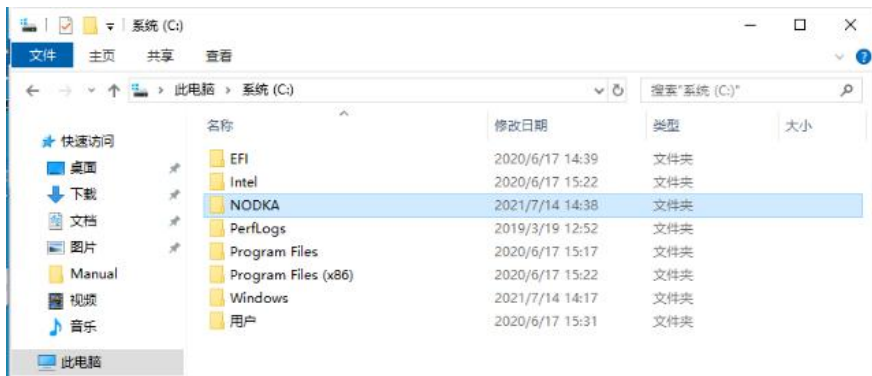 系统 (C:)
文件 主页 共享 查看
此电脑 › 系统 (C:) 搜索"系统 (C:)"
名称 修改日期 类型 大小
快速访问
桌面
下载
文档
图片
Manual
视频
音乐
此电脑
EFI 2020/6/17 14:39 文件夹
Intel 2020/6/17 15:22 文件夹
NODKA 2021/7/14 14:38 文件夹
PerfLogs 2019/3/19 12:52 文件夹
Program Files 2020/6/17 15:17 文件夹
Program Files (x86) 2020/6/17 15:22 文件夹
Windows 2021/7/14 14:17 文件夹
用户 2020/6/17 15:31 文件夹